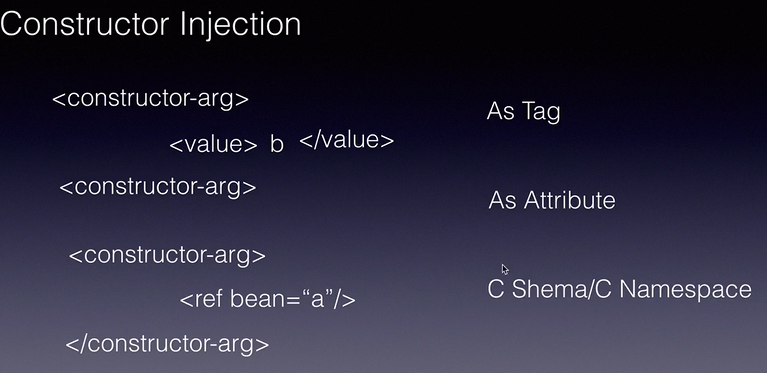 Constructor Injection
<constructor-arg>
<value> b </value>
<constructor-arg>
<constructor-arg>
<ref bean=“a”/>
</constructor-arg>
As Tag
As Attribute
C Shema/C Namespace